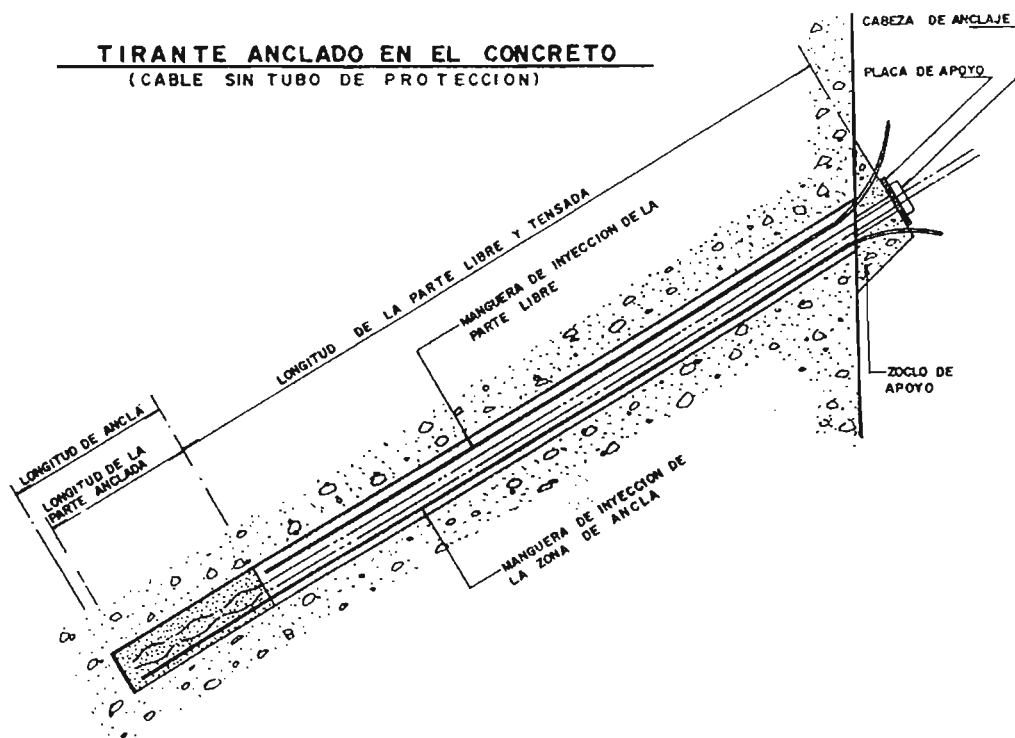 TIRANTE ANCLADO EN EL CONCRETO
(CABLE SIN TUBO DE PROTECCION)
CABEZA DE ANCLAJE
PLACA DE APOYO
LONGITUD DE LA PARTE LIBRE Y TENSADA
MANGUERA DE INYECCION DE LA
PARTE LIBRE
ZOCLO DE
APOYO
LONGITUD DE ANCLA
LONGITUD DE LA
PARTE ANCLADA
MANGUERA DE INYECCION DE
LA ZONA DE ANCLA